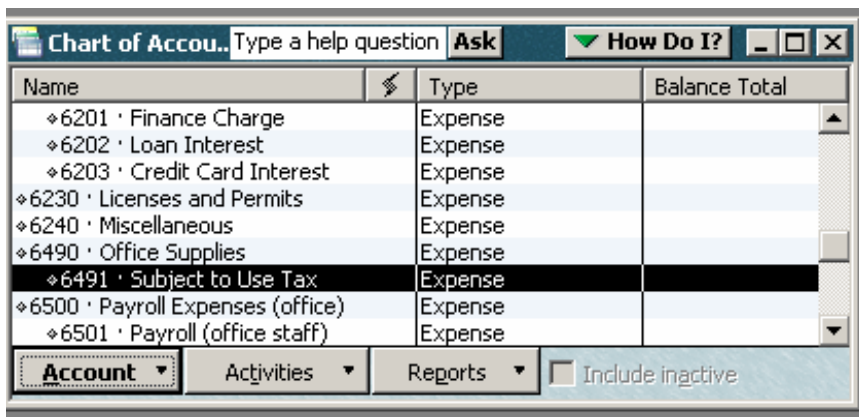 Chart of Accou.. Type a help question Ask How Do I?
Name Type Balance Total
6201 · Finance Charge Expense
6202 · Loan Interest Expense
6203 · Credit Card Interest Expense
6230 · Licenses and Permits Expense
6240 · Miscellaneous Expense
6490 · Office Supplies Expense
6491 · Subject to Use Tax Expense
6500 · Payroll Expenses (office) Expense
6501 · Payroll (office staff) Expense
Account Activities Reports Include inactive